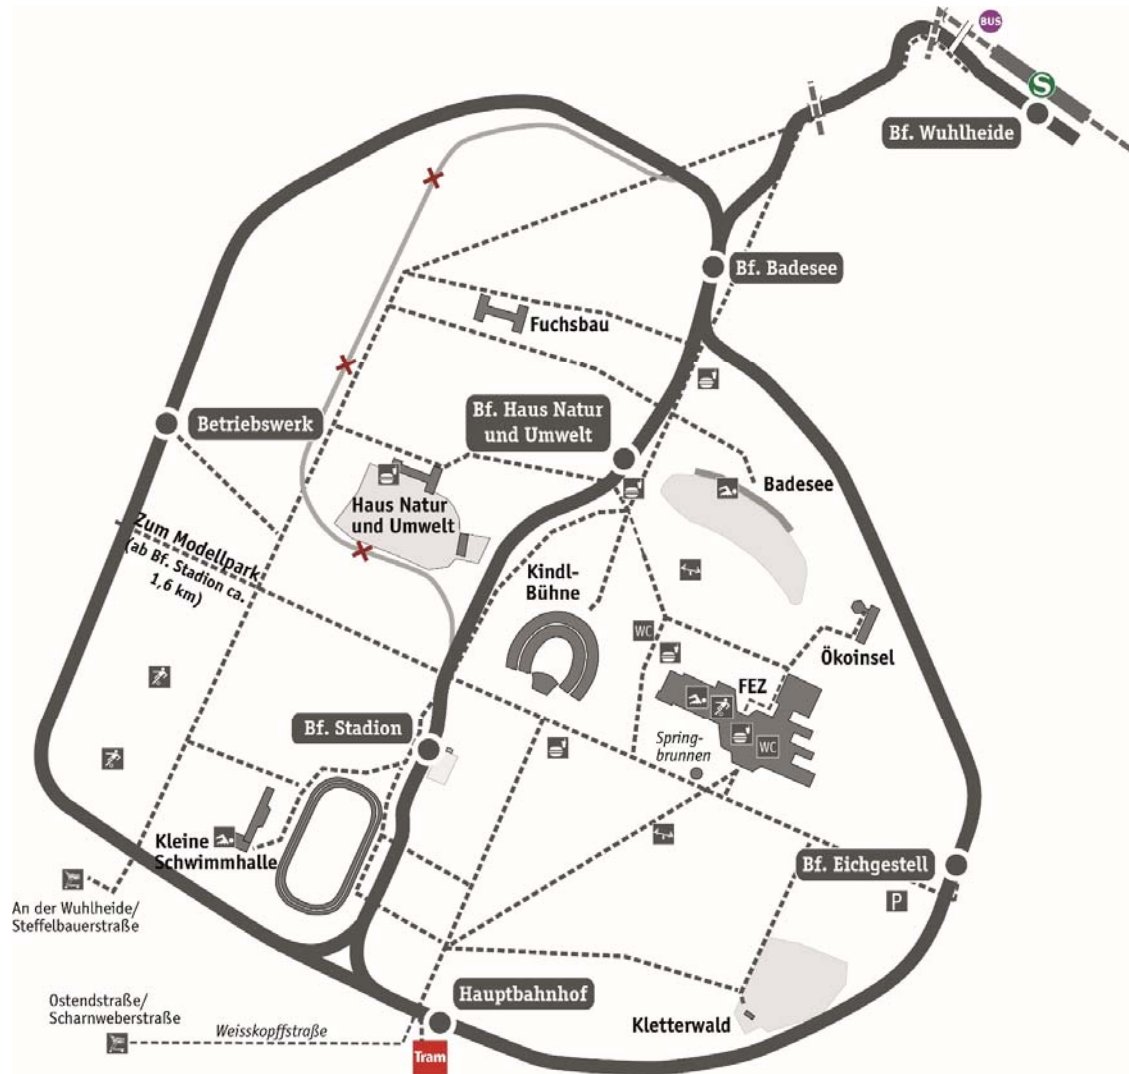 BUS
S
Bf. Wuhlheide
Bf. Badesee
Fuchsbau
Betriebswerk
Bf. Haus Natur
und Umwelt
Badesee
Haus Natur
und Umwelt
Zum Modellpark
(ab Bf. Stadion ca.
1,6 km)
Kindl-
Bühne
WC
Ökoinsel
FEZ
Bf. Stadion
Spring-
brunnen
WC
Kleine
Schwimmhalle
Bf. Eichgestell
P
An der Wuhlheide/
Steffelbauerstraße
Hauptbahnhof
Ostendstraße/
Scharnweberstraße
Weisskopffstraße
Kletterwald
Tram